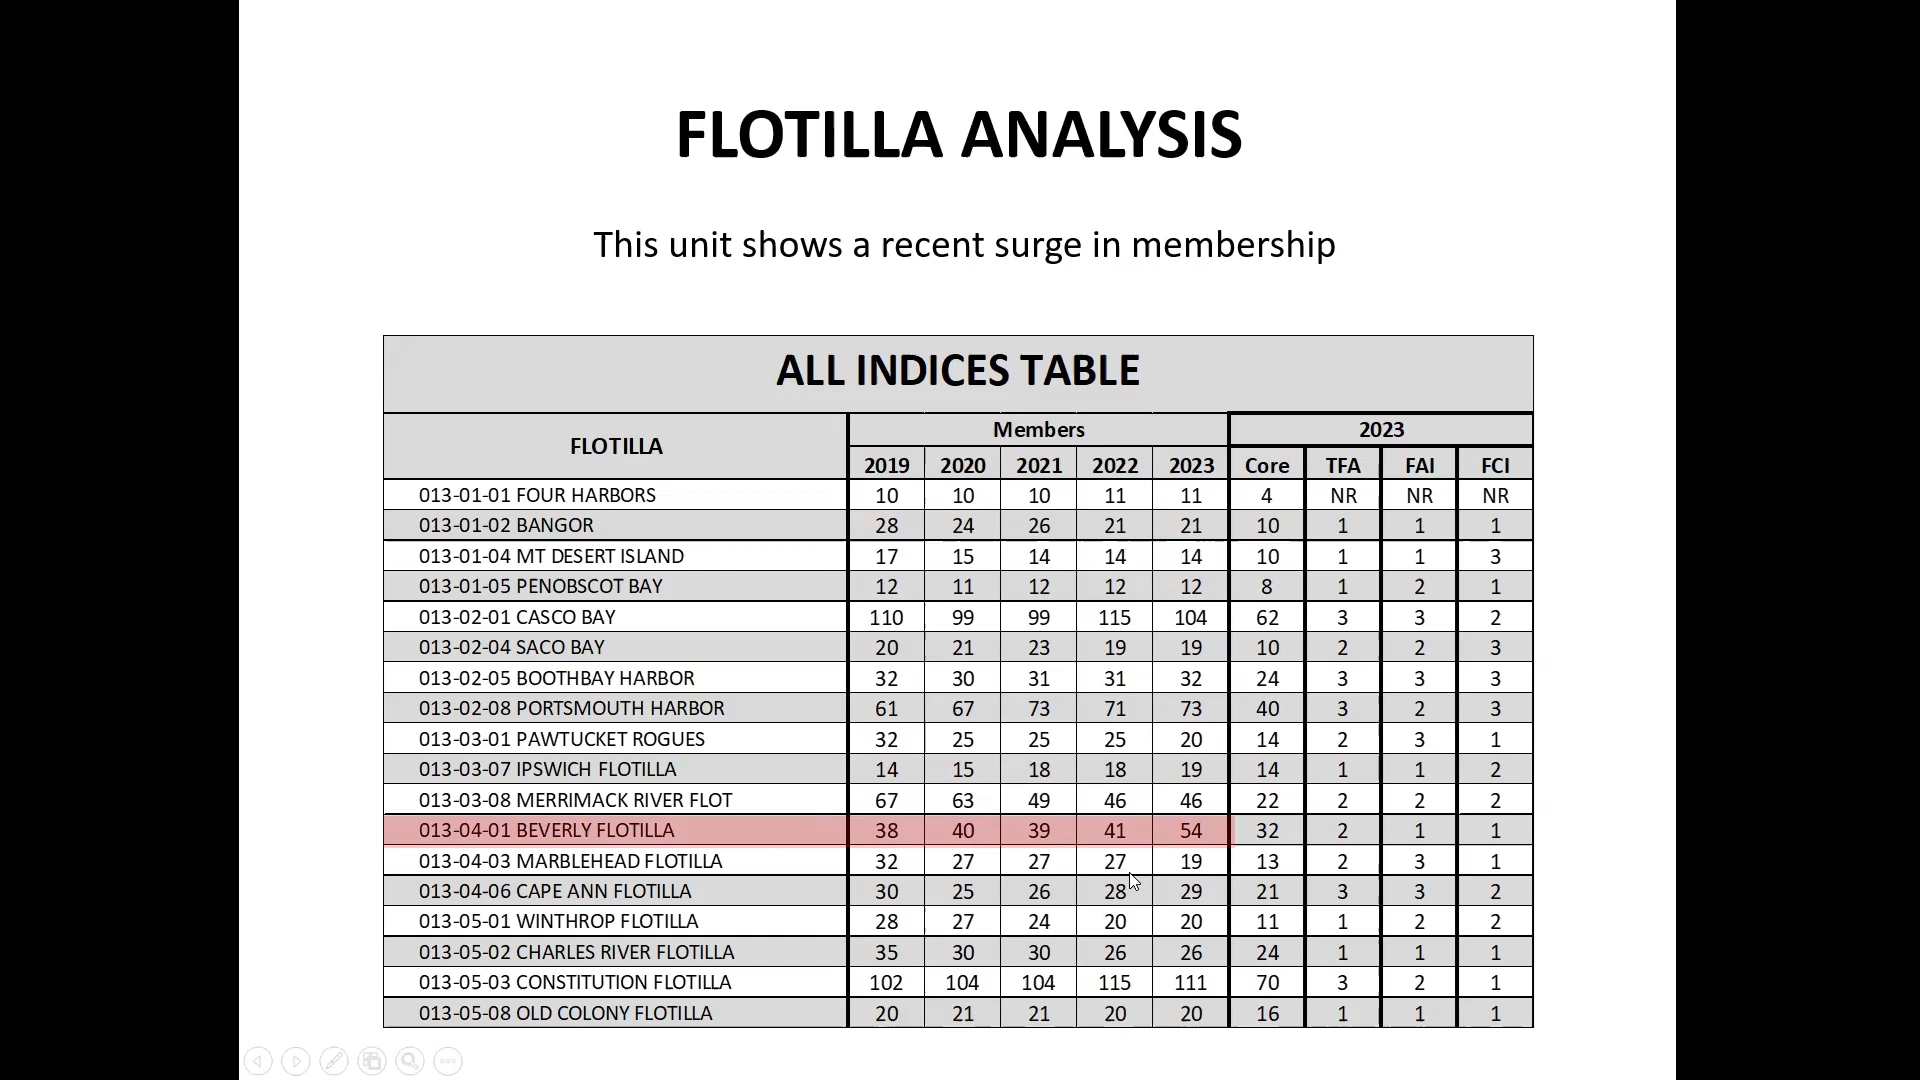 FLOTILLA ANALYSIS
This unit shows a recent surge in membership
ALL INDICES TABLE
FLOTILLA Members 2023
2019 2020 2021 2022 2023 Core TFA FAI FCI
013-01-01 FOUR HARBORS 10 10 10 11 11 4 NR NR NR
013-01-02 BANGOR 28 24 26 21 21 10 1 1 1
013-01-04 MT DESERT ISLAND 17 15 14 14 14 10 1 1 3
013-01-05 PENOBSCOT BAY 12 11 12 12 12 8 1 2 1
013-02-01 CASCO BAY 110 99 99 115 104 62 3 3 2
013-02-04 SACO BAY 20 21 23 19 19 10 2 2 3
013-02-05 BOOTHBAY HARBOR 32 30 31 31 32 24 3 3 3
013-02-08 PORTSMOUTH HARBOR 61 67 73 71 73 40 3 2 3
013-03-01 PAWTUCKET ROGUES 32 25 25 25 20 14 2 3 1
013-03-07 IPSWICH FLOTILLA 14 15 18 18 19 14 1 1 2
013-03-08 MERRIMACK RIVER FLOT 67 63 49 46 46 22 2 2 2
013-04-01 BEVERLY FLOTILLA 38 40 39 41 54 32 2 1 1
013-04-03 MARBLEHEAD FLOTILLA 32 27 27 27 19 13 2 3 1
013-04-06 CAPE ANN FLOTILLA 30 25 26 28 29 21 3 3 2
013-05-01 WINTHROP FLOTILLA 28 27 24 20 20 11 1 2 2
013-05-02 CHARLES RIVER FLOTILLA 35 30 30 26 26 24 1 1 1
013-05-03 CONSTITUTION FLOTILLA 102 104 104 115 111 70 3 2 1
013-05-08 OLD COLONY FLOTILLA 20 21 21 20 20 16 1 1 1